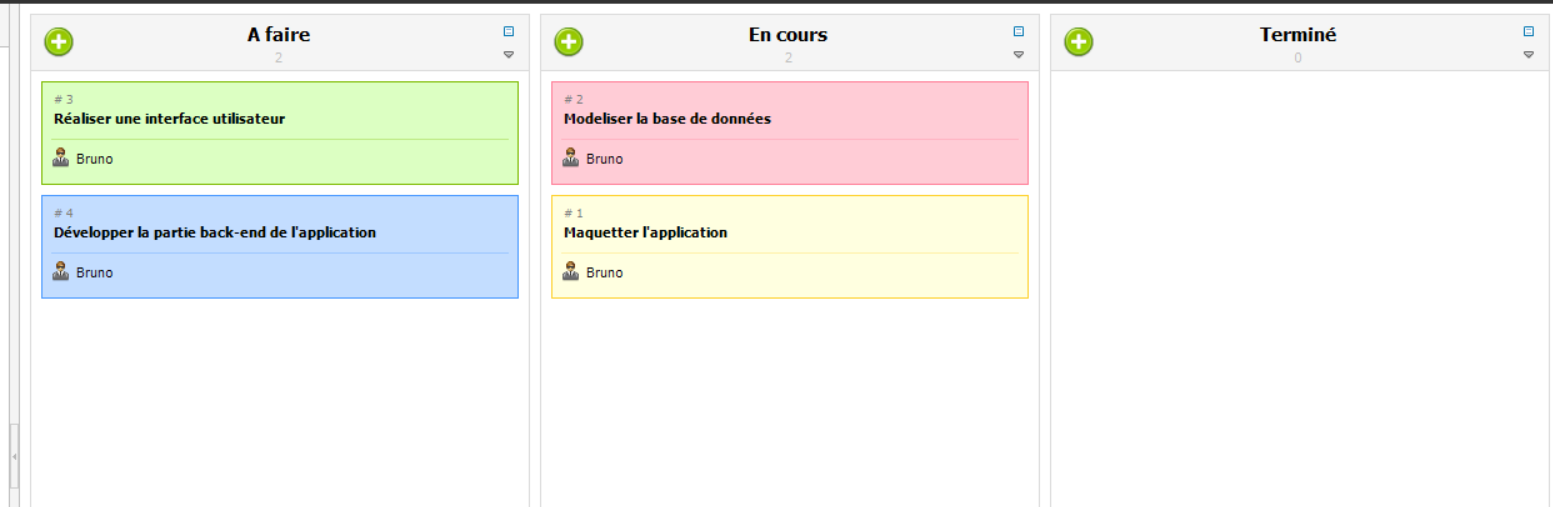 A faire
2
# 3
Réaliser une interface utilisateur
Bruno
# 4
Développer la partie back-end de l'application
Bruno
En cours
2
# 2
Modeliser la base de données
Bruno
# 1
Maquetter l'application
Bruno
Terminé
0